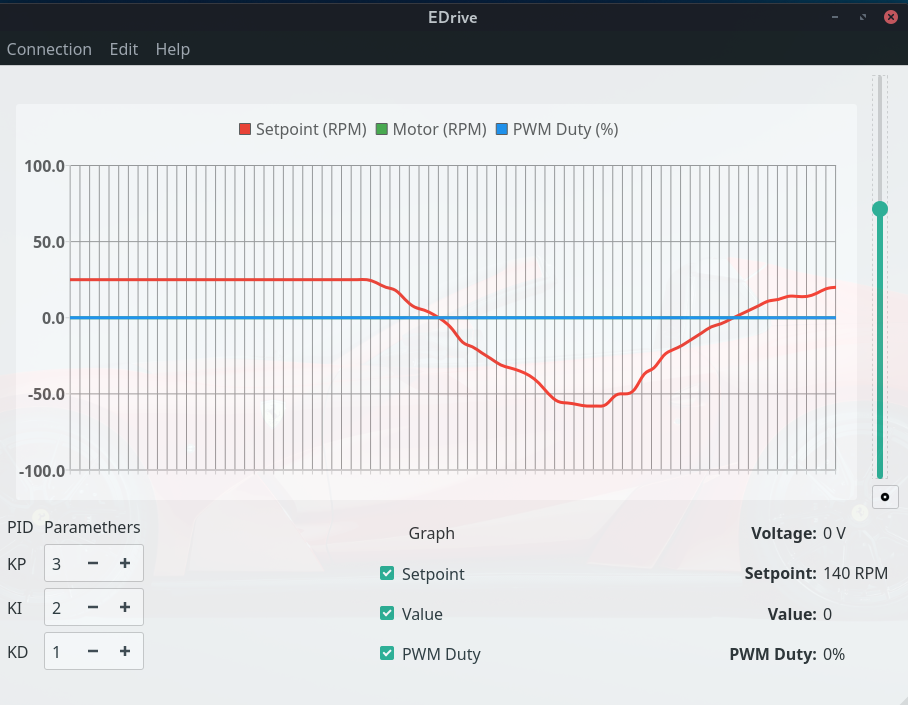 EDrive
Connection Edit Help
Setpoint (RPM) Motor (RPM) PWM Duty (%)
100.0
50.0
0.0
-50.0
-100.0
PID Paramethers
KP 3 − +
KI 2 − +
KD 1 − +
Graph
Setpoint
Value
PWM Duty
Voltage: 0 V
Setpoint: 140 RPM
Value: 0
PWM Duty: 0%